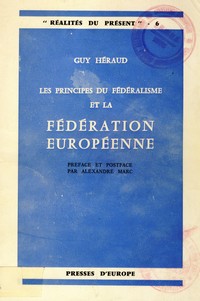 " RÉALITÉS DU PRÉSENT " - 6
GUY HÉRAUD
LES PRINCIPES DU FÉDÉRALISME
ET LA
FÉDÉRATION
EUROPÉENNE
PRÉFACE ET POSTFACE
PAR ALEXANDRE MARC
PRESSES D'EUROPE